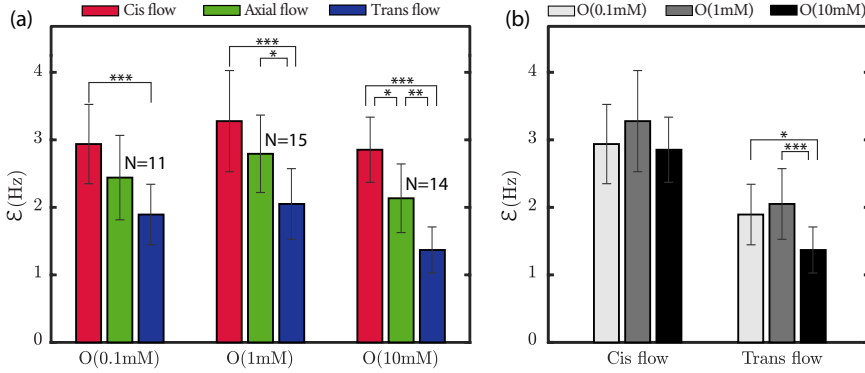 (a)
Cis flow Axial flow Trans flow
4
3
2
1
0
ε(Hz)
***
N=11
***
*
N=15
***
* **
N=14
O(0.1mM) O(1mM) O(10mM)
(b)
O(0.1mM) O(1mM) O(10mM)
4
3
2
1
0
ε(Hz)
*
***
Cis flow Trans flow